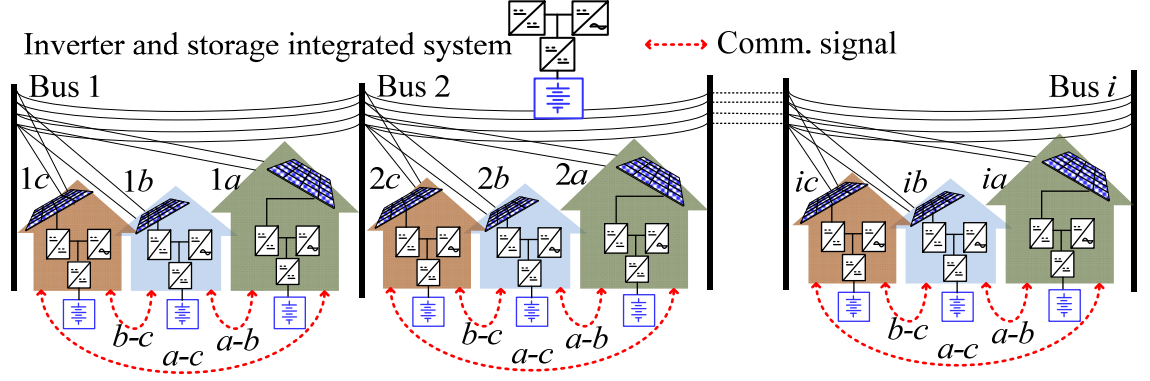 Inverter and storage integrated system
Comm. signal
Bus 1
Bus 2
Bus i
1c 1b 1a
2c 2b 2a
ic ib ia
b-c a-b
a-c
b-c a-b
a-c
b-c a-b
a-c